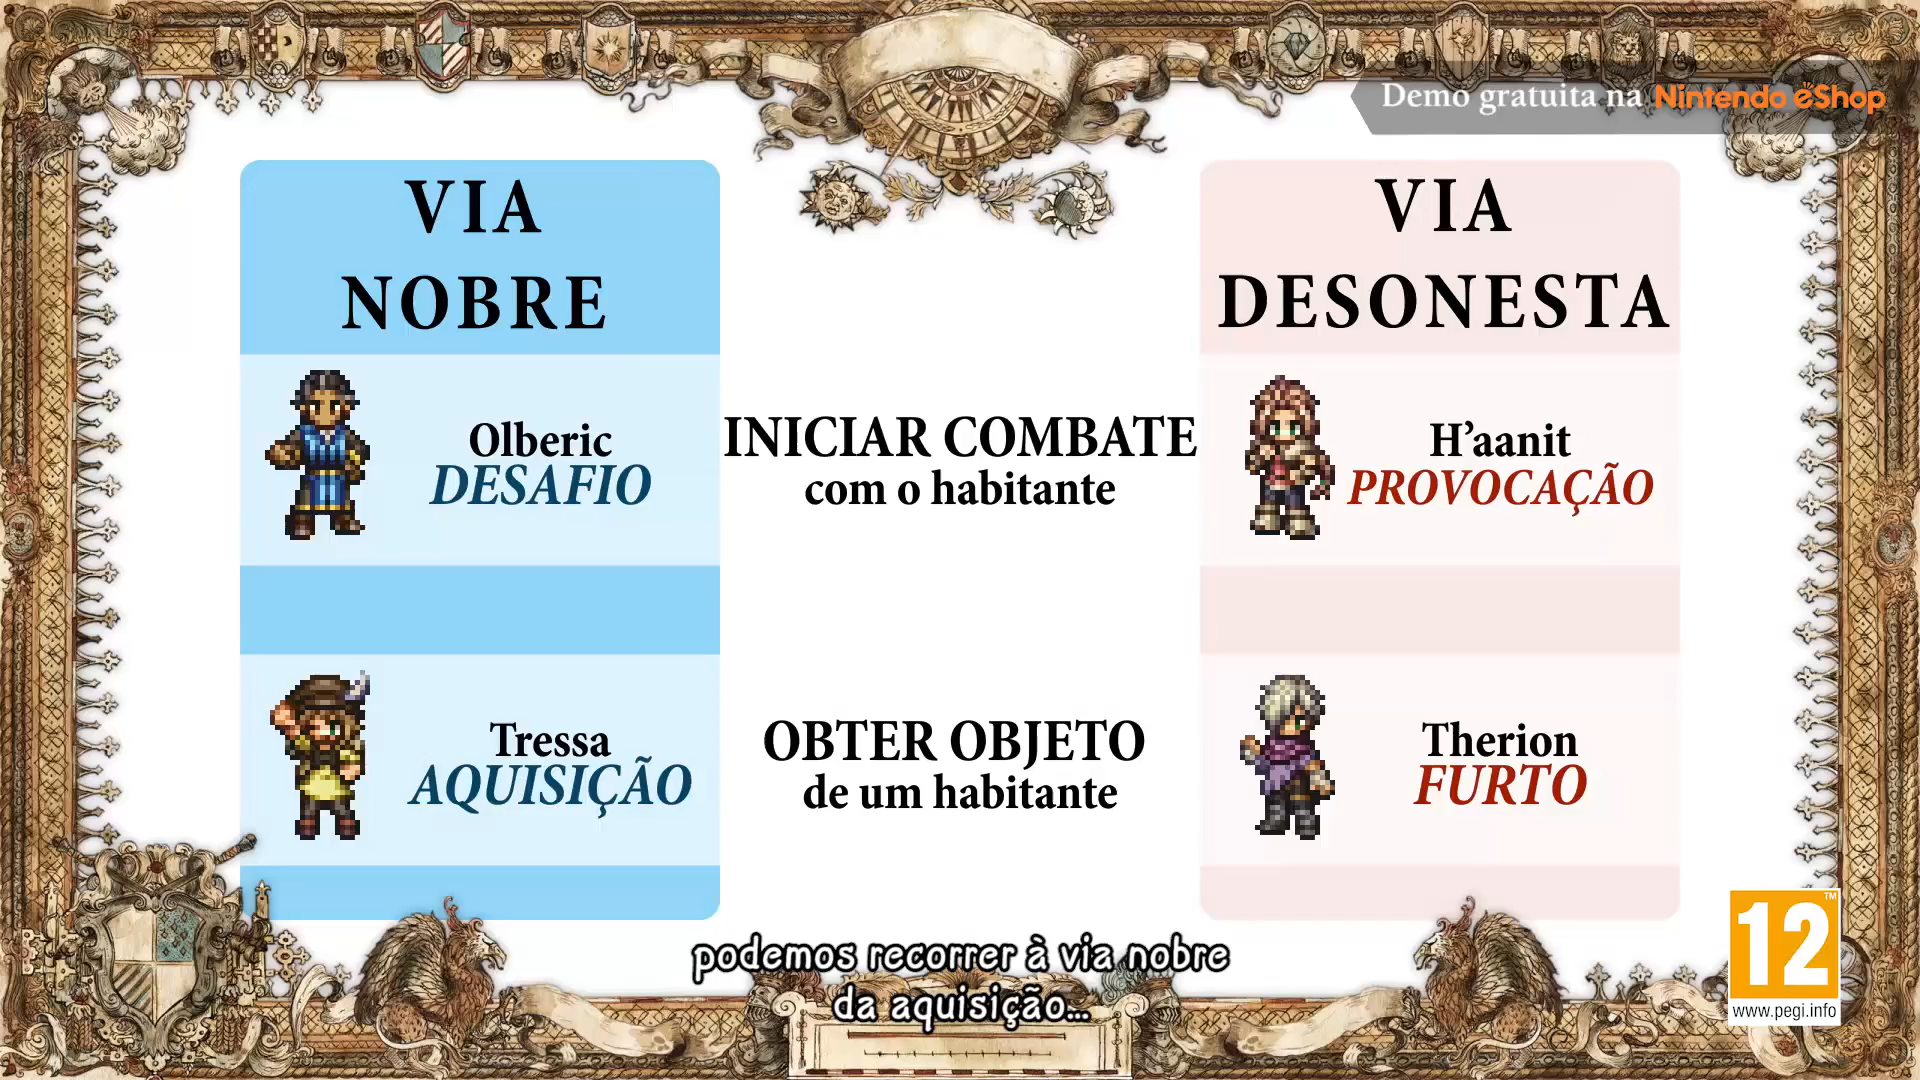 Demo gratuita na Nintendo eShop
VIA
NOBRE
VIA
DESONESTA
Olberic
DESAFIO
INICIAR COMBATE
com o habitante
H’aanit
PROVOCAÇÃO
Tressa
AQUISIÇÃO
OBTER OBJETO
de um habitante
Therion
FURTO
podemos recorrer à via nobre
da aquisição...
12
TM
www.pegi.info